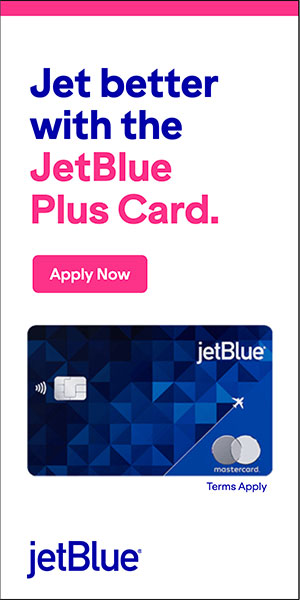 Jet better
with the
JetBlue
Plus Card.
Apply Now
jetBlue®
mastercard.
Terms Apply
jetBlue®